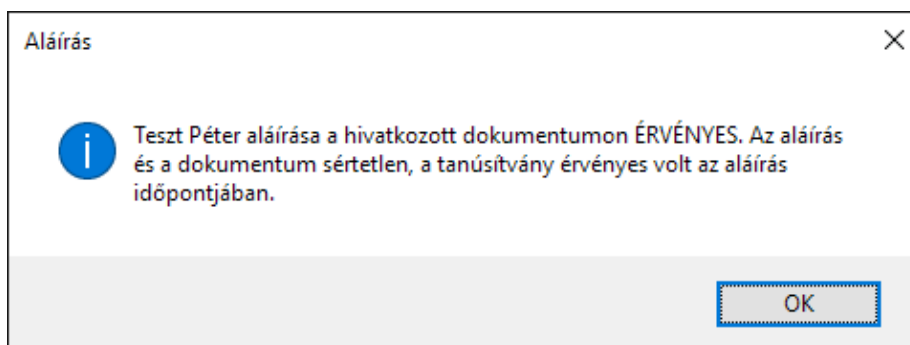 Aláírás
Teszt Péter aláírása a hivatkozott dokumentumon ÉRVÉNYES. Az aláírás
és a dokumentum sértetlen, a tanúsítvány érvényes volt az aláírás
időpontjában.
OK